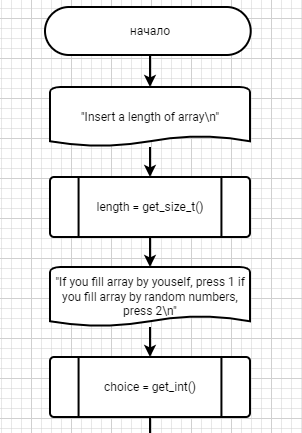 начало
"Insert a length of array\n"
length = get_size_t()
"If you fill array by youself, press 1 if
you fill array by random numbers,
press 2\n"
choice = get_int()